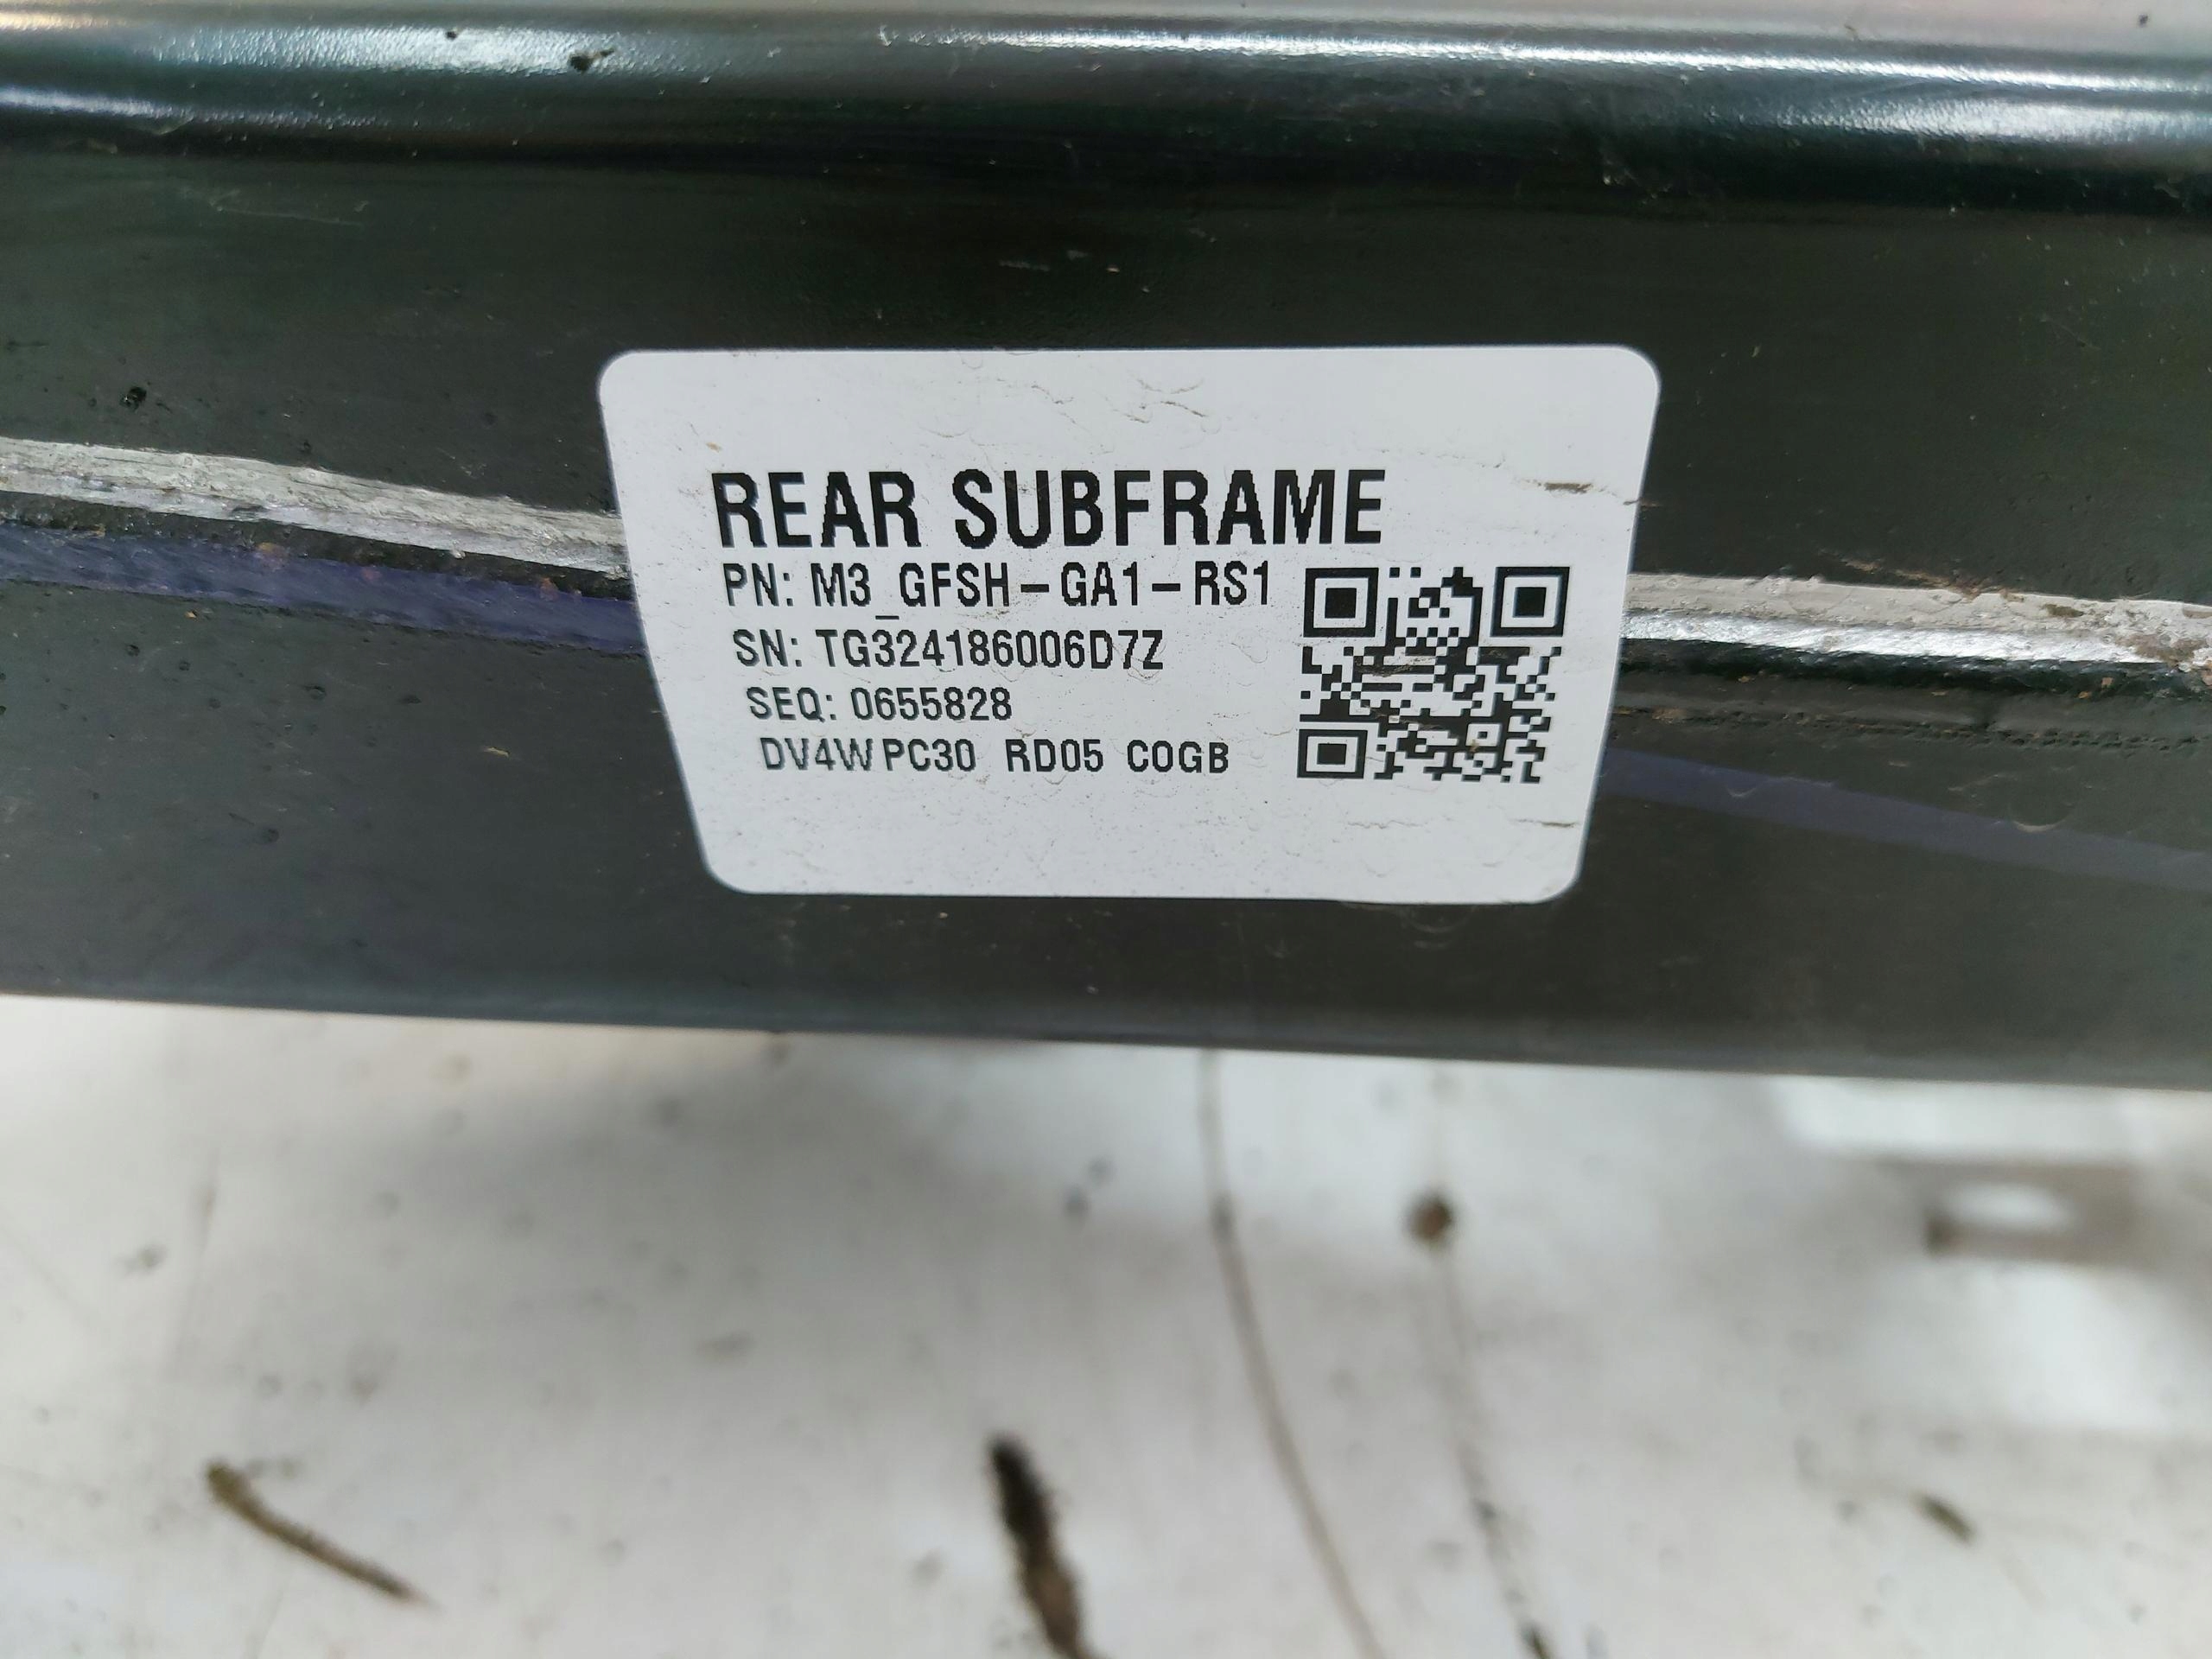 REAR SUBFRAME
PN: M3_GFSH-GA1-RS1
SN: TG324186006D7Z
SEQ: 0655828
DV4W PC30 RD05 C0GB